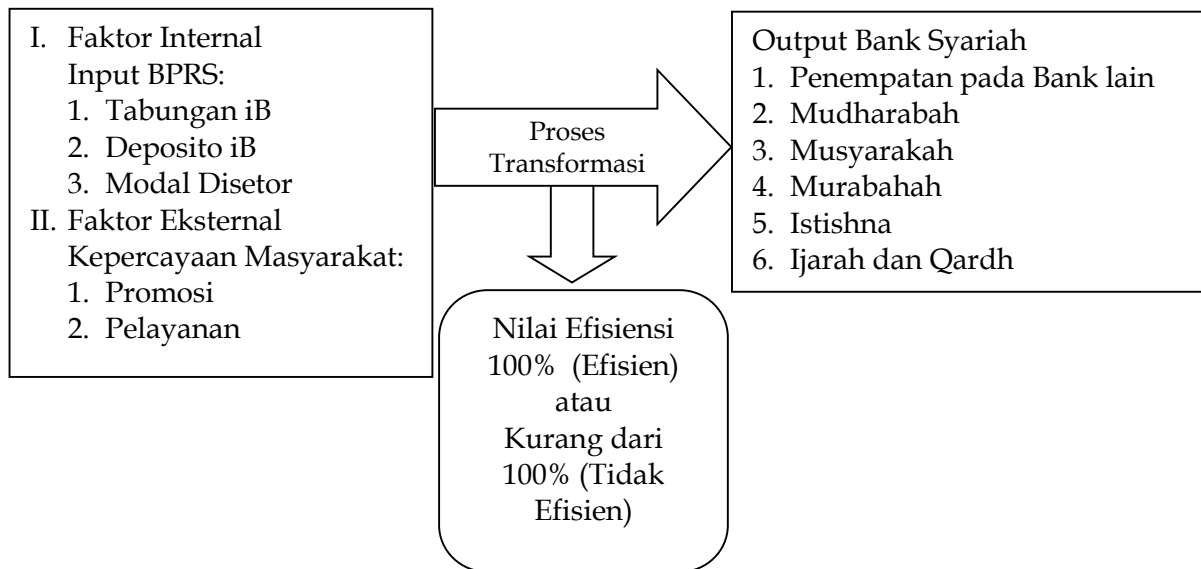 I. Faktor Internal
Input BPRS:
1. Tabungan iB
2. Deposito iB
3. Modal Disetor
II. Faktor Eksternal
Kepercayaan Masyarakat:
1. Promosi
2. Pelayanan
Proses
Transformasi
Output Bank Syariah
1. Penempatan pada Bank lain
2. Mudharabah
3. Musyarakah
4. Murabahah
5. Istishna
6. Ijarah dan Qardh
Nilai Efisiensi
100% (Efisien)
atau
Kurang dari
100% (Tidak
Efisien)